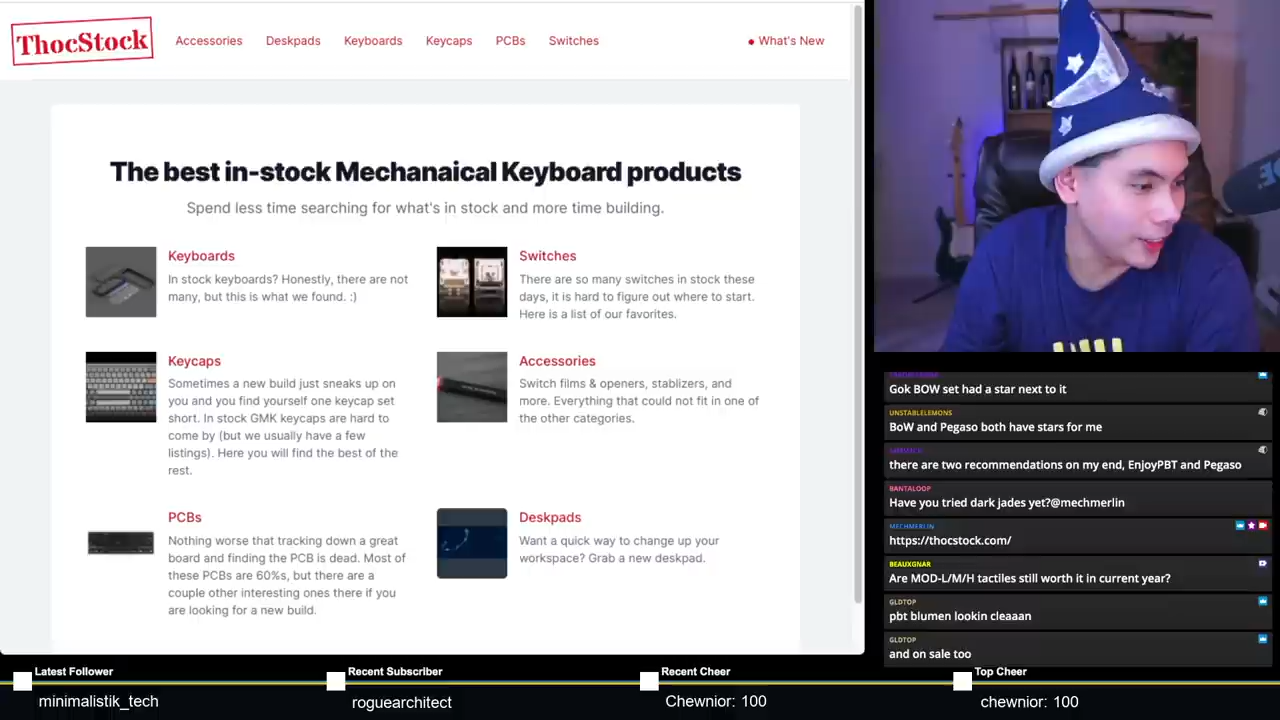 ThocStock
Accessories
Deskpads
Keyboards
Keycaps
PCBs
Switches
What's New
The best in-stock Mechanaical Keyboard products
Spend less time searching for what's in stock and more time building.
Keyboards
In stock keyboards? Honestly, there are not
many, but this is what we found. :)
Switches
There are so many switches in stock these
days, it is hard to figure out where to start.
Here is a list of our favorites.
Keycaps
Sometimes a new build just sneaks up on
you and you find yourself one keycap set
short. In stock GMK keycaps are hard to
come by (but we usually have a few
listings). Here you will find the best of the
rest.
Accessories
Switch films & openers, stablizers, and
more. Everything that could not fit in one of
the other categories.
PCBs
Nothing worse that tracking down a great
board and finding the PCB is dead. Most of
these PCBs are 60%s, but there are a
couple other interesting ones there if you
are looking for a new build.
Deskpads
Want a quick way to change up your
workspace? Grab a new deskpad.
Gok BOW set had a star next to it
UNSTABLELEMONS
BoW and Pegaso both have stars for me
there are two recommendations on my end, EnjoyPBT and Pegaso
BANTALOOP
Have you tried dark jades yet?@mechmerlin
MECHMERLIN
https://thocstock.com/
BEAUXGNAR
Are MOD-L/M/H tactiles still worth it in current year?
GLDTOP
pbt blumen lookin cleaaan
GLDTOP
and on sale too
Latest Follower
minimalistik_tech
Recent Subscriber
roguearchitect
Recent Cheer
Chewnior: 100
Top Cheer
chewnior: 100